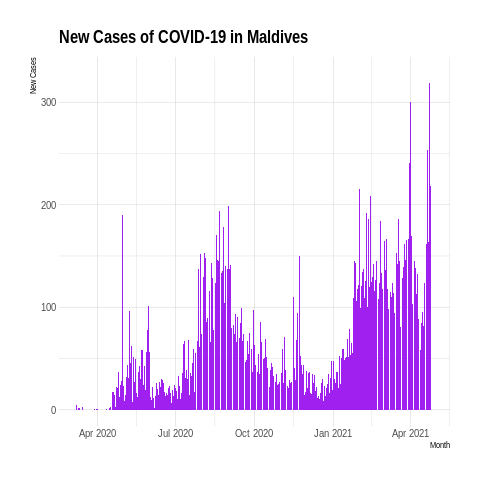 New Cases of COVID-19 in Maldives
New Cases
300
200
100
0
Apr 2020
Jul 2020
Oct 2020
Jan 2021
Apr 2021
Month